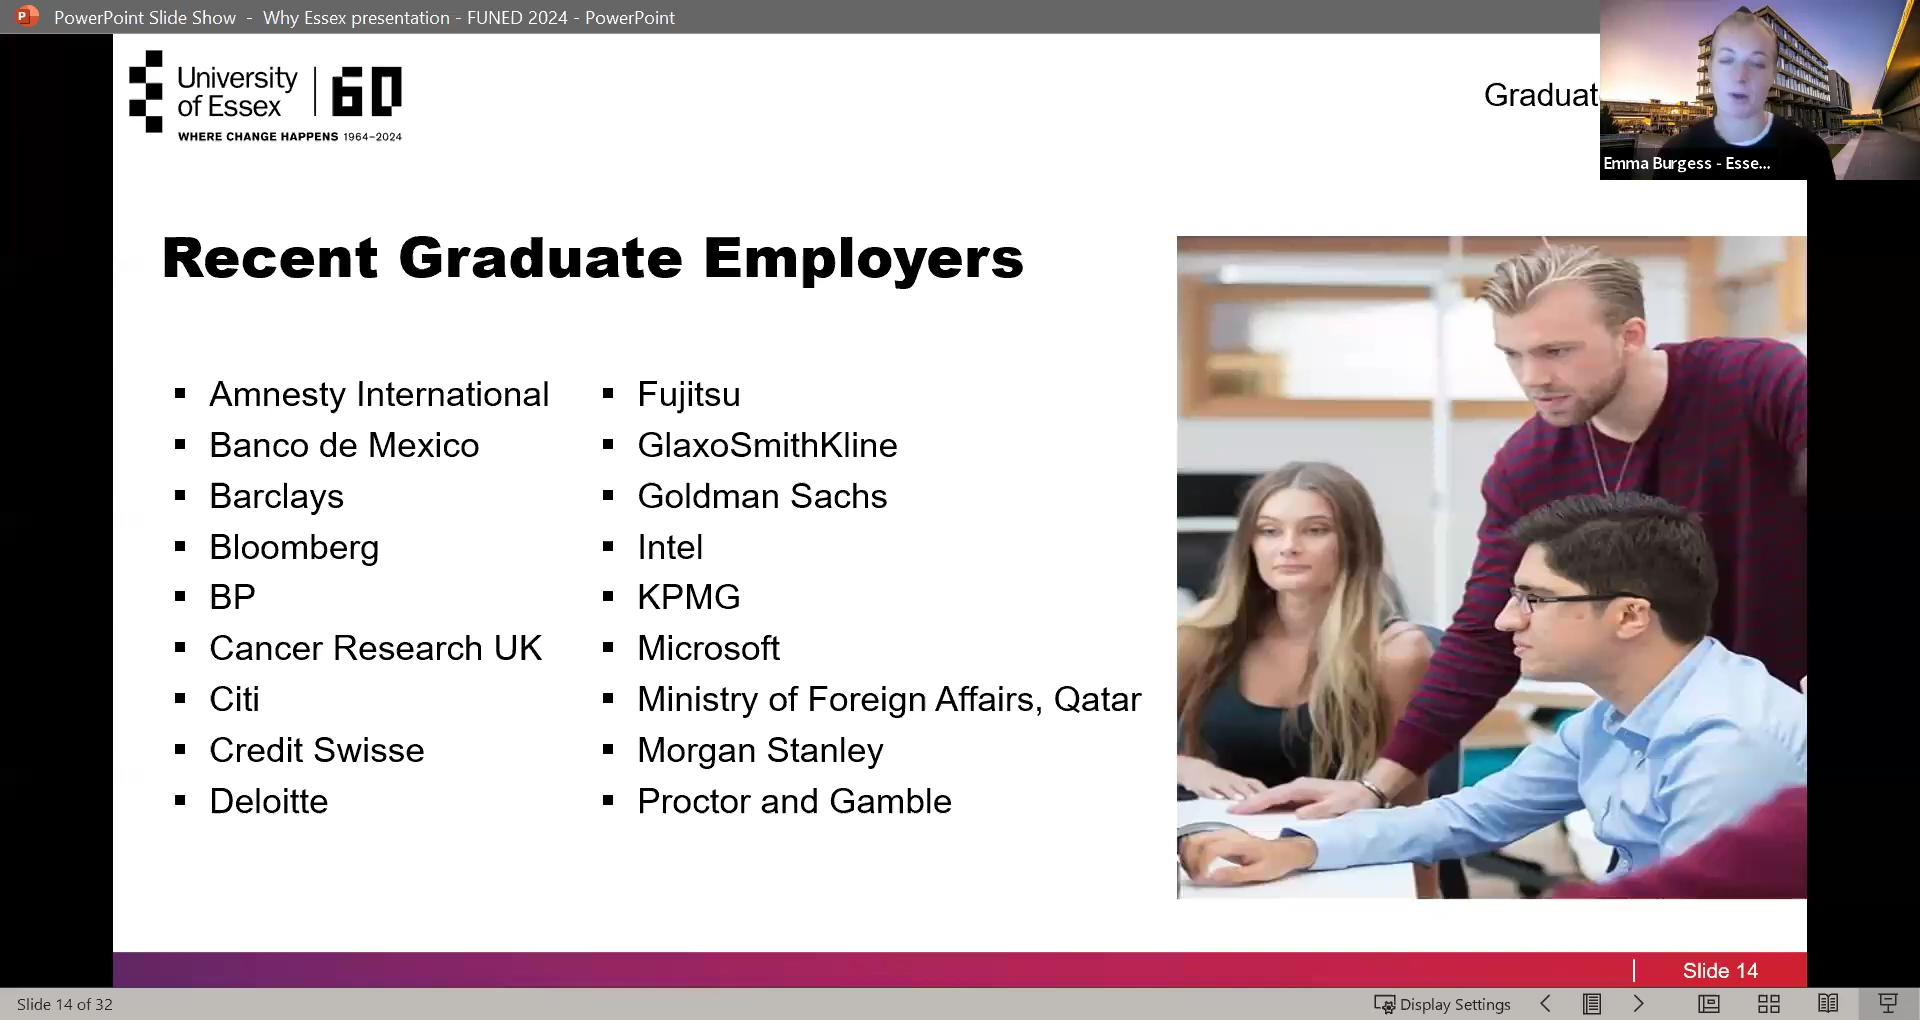 PowerPoint Slide Show - Why Essex presentation - FUNED 2024 - PowerPoint
University
of Essex
60
WHERE CHANGE HAPPENS 1964–2024
Emma Burgess - Esse...
Recent Graduate Employers
▪ Amnesty International
▪ Banco de Mexico
▪ Barclays
▪ Bloomberg
▪ BP
▪ Cancer Research UK
▪ Citi
▪ Credit Swisse
▪ Deloitte
▪ Fujitsu
▪ GlaxoSmithKline
▪ Goldman Sachs
▪ Intel
▪ KPMG
▪ Microsoft
▪ Ministry of Foreign Affairs, Qatar
▪ Morgan Stanley
▪ Proctor and Gamble
Slide 14
Slide 14 of 32
Display Settings